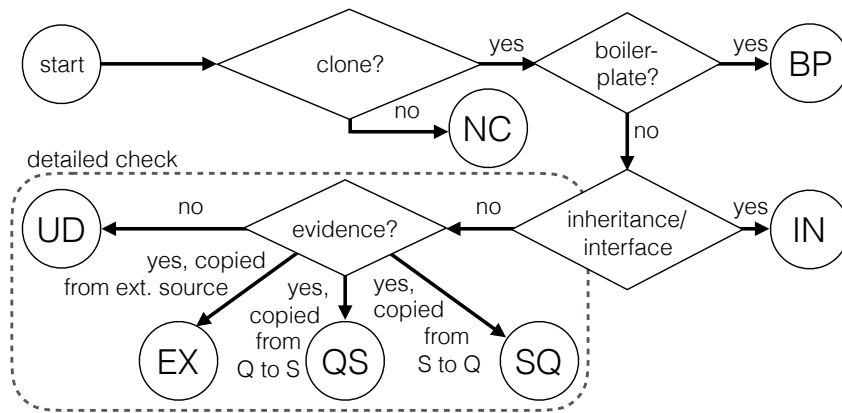 start
clone?
yes
boiler-
plate?
yes
BP
no
NC
no
detailed check
UD
no
evidence?
no
inheritance/
interface
yes
IN
yes, copied
from ext. source
yes,
copied
from
Q to S
yes,
copied
from
S to Q
EX
QS
SQ